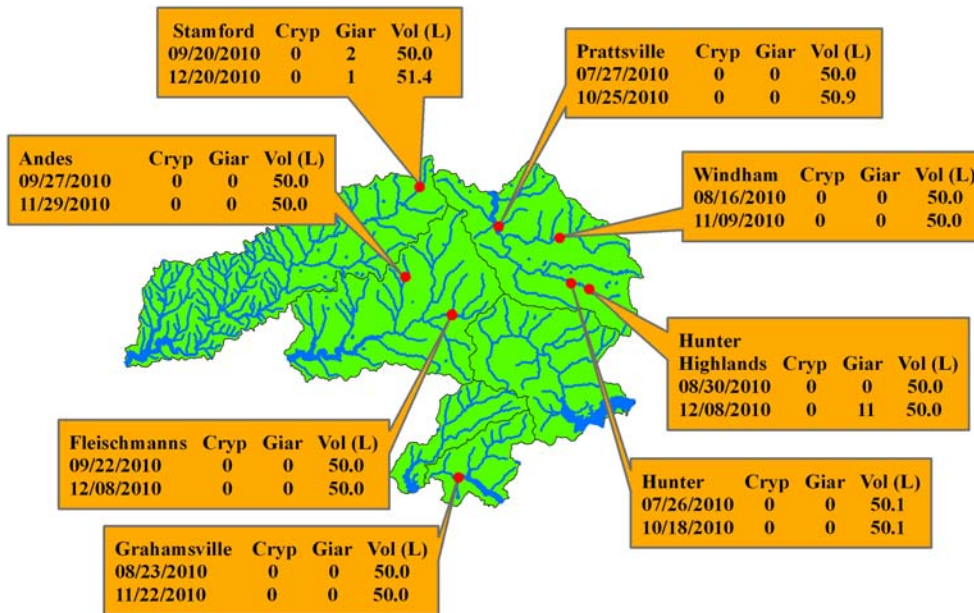 Stamford Cryp Giar Vol (L)
09/20/2010 0 2 50.0
12/20/2010 0 1 51.4
Prattsville Cryp Giar Vol (L)
07/27/2010 0 0 50.0
10/25/2010 0 0 50.9
Andes Cryp Giar Vol (L)
09/27/2010 0 0 50.0
11/29/2010 0 0 50.0
Windham Cryp Giar Vol (L)
08/16/2010 0 0 50.0
11/09/2010 0 0 50.0
Hunter
Highlands Cryp Giar Vol (L)
08/30/2010 0 0 50.0
12/08/2010 0 11 50.0
Fleischmanns Cryp Giar Vol (L)
09/22/2010 0 0 50.0
12/08/2010 0 0 50.0
Hunter Cryp Giar Vol (L)
07/26/2010 0 0 50.1
10/18/2010 0 0 50.1
Grahamsville Cryp Giar Vol (L)
08/23/2010 0 0 50.0
11/22/2010 0 0 50.0